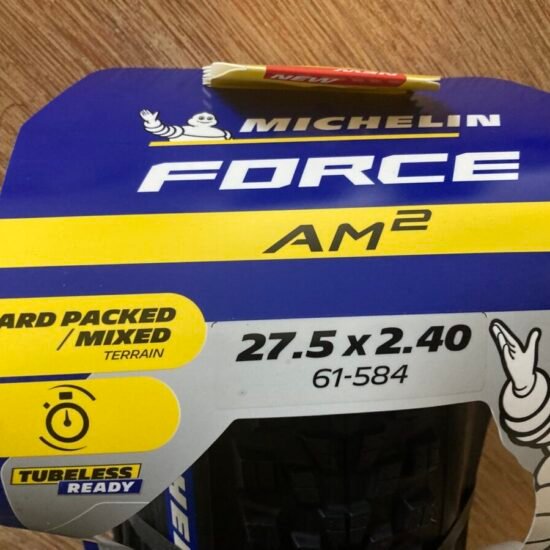 NEW
MICHELIN
FORCE
AM²
ARD PACKED
/MIXED
TERRAIN
27.5 x 2.40
61-584
TUBELESS
READY